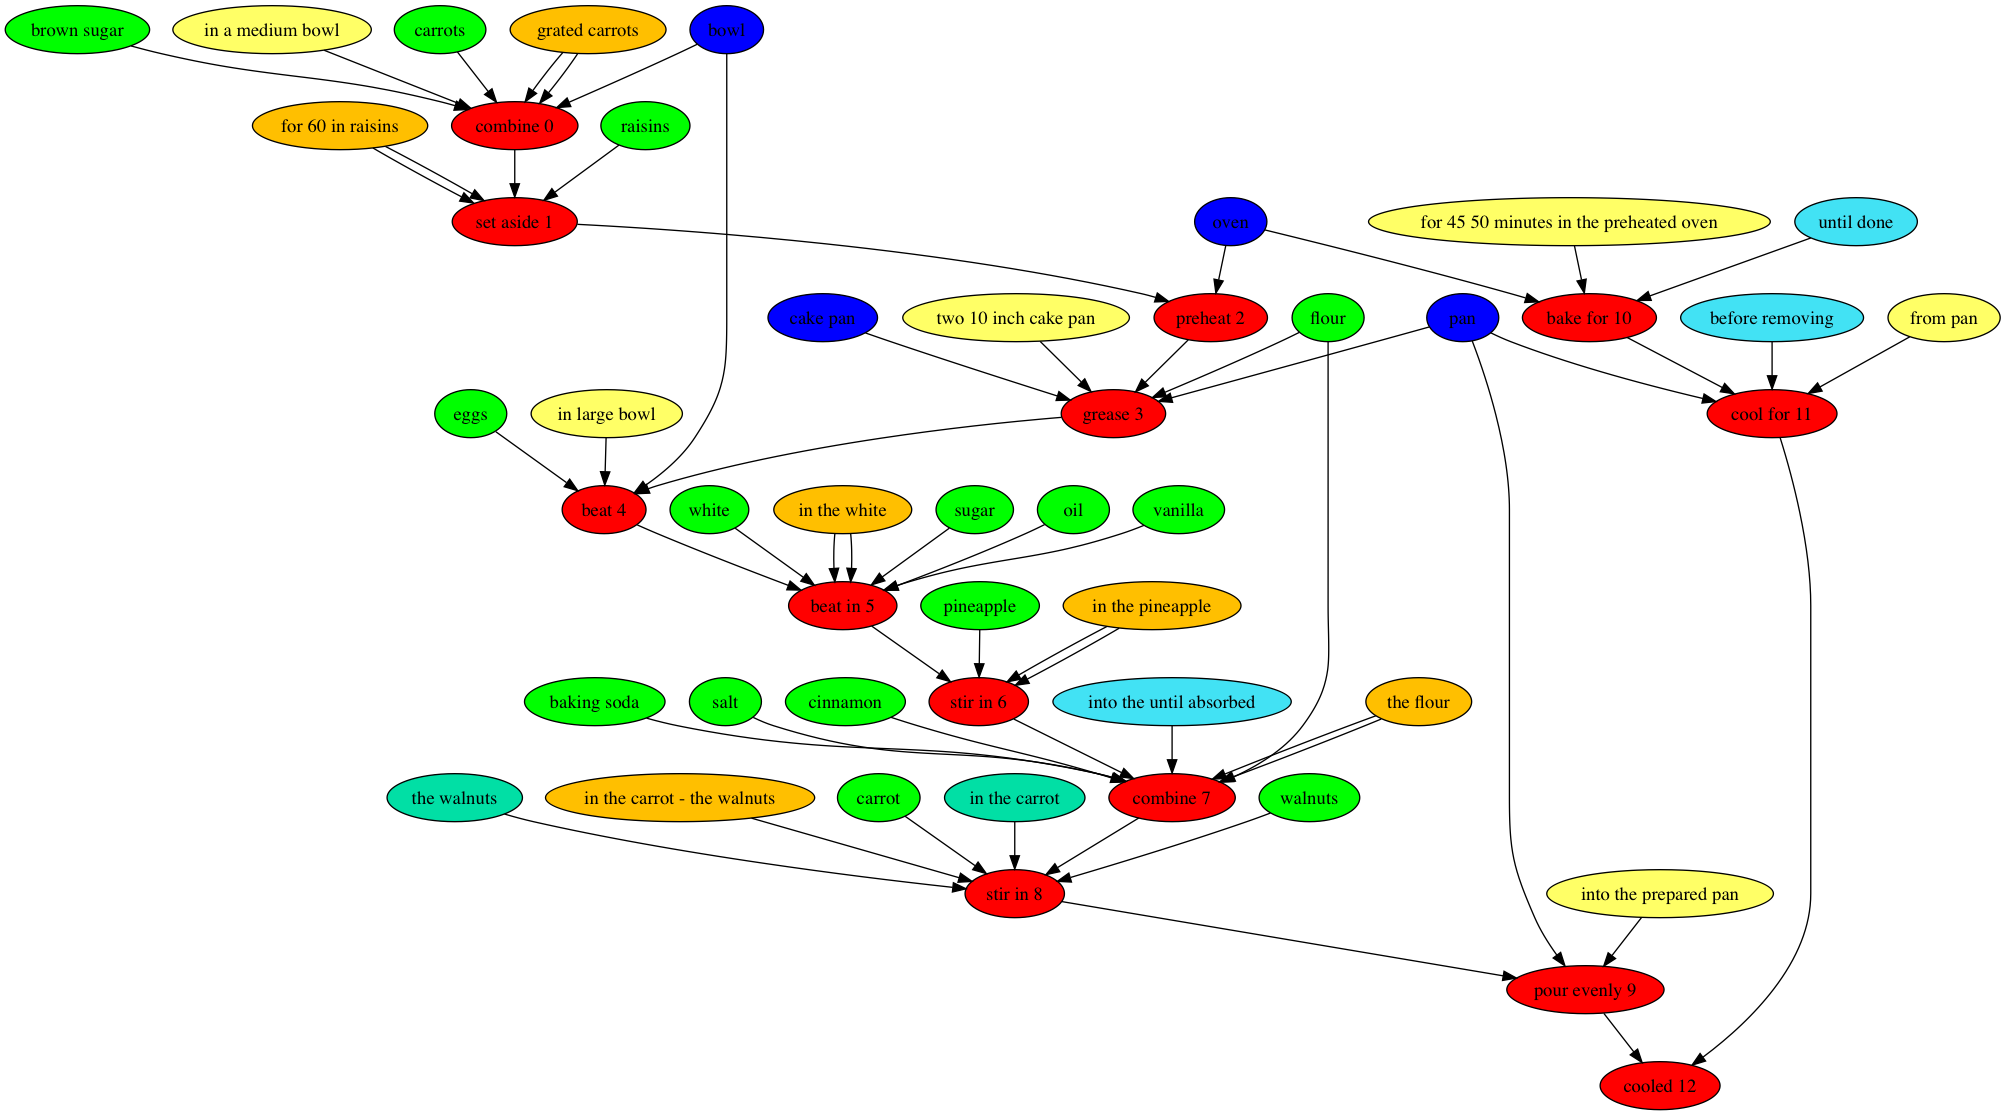 brown sugar
in a medium bowl
carrots
grated carrots
bowl
for 60 in raisins
combine 0
raisins
set aside 1
oven
for 45 50 minutes in the preheated oven
until done
cake pan
two 10 inch cake pan
preheat 2
flour
pan
bake for 10
before removing
from pan
eggs
in large bowl
grease 3
cool for 11
beat 4
white
in the white
sugar
oil
vanilla
beat in 5
pineapple
in the pineapple
baking soda
salt
cinnamon
stir in 6
into the until absorbed
the flour
the walnuts
in the carrot - the walnuts
carrot
in the carrot
combine 7
walnuts
stir in 8
into the prepared pan
pour evenly 9
cooled 12